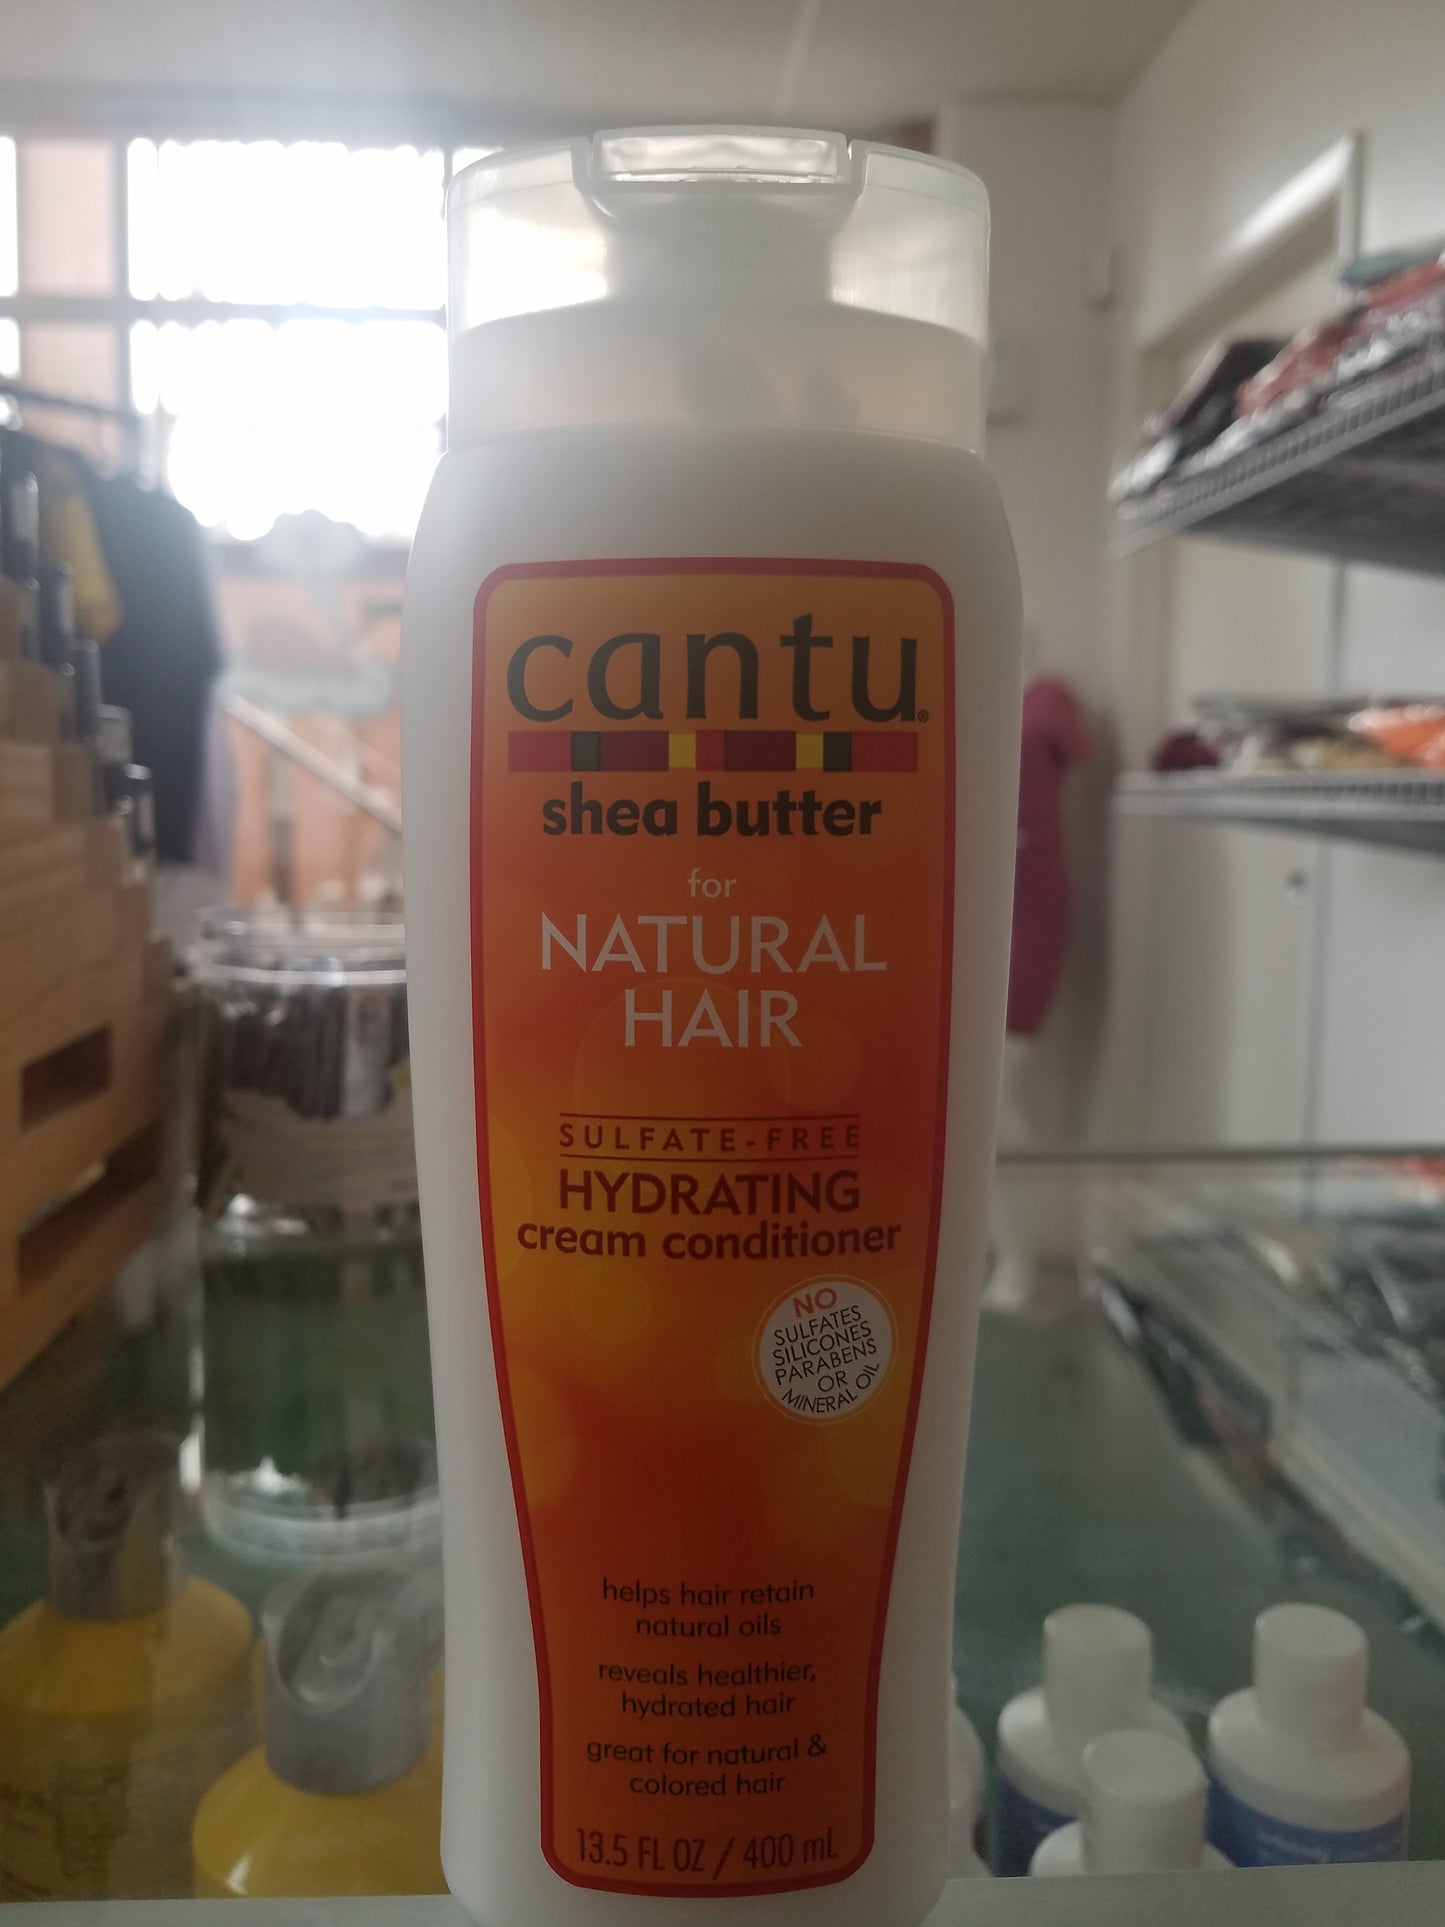 cantu®
shea butter
for
NATURAL
HAIR
SULFATE-FREE
HYDRATING
cream conditioner
NO
SULFATES
SILICONES
PARABENS
OR
MINERAL OIL
helps hair retain
natural oils
reveals healthier,
hydrated hair
great for natural &
colored hair
13.5 FL OZ / 400 mL